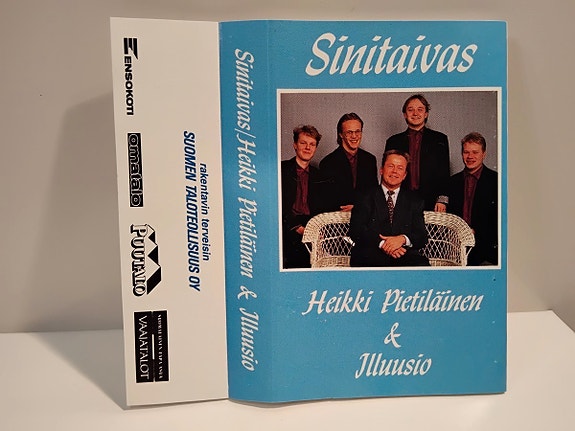 ENSOKOTI
omatalo
PUUTALO
VAAJATALOT
rakentavin terveisin
SUOMEN TALOTEOLLISUUS OY
Sinitaivas/Heikki Pietiläinen & Illuusio
Sinitaivas
Heikki Pietiläinen
&
Illuusio